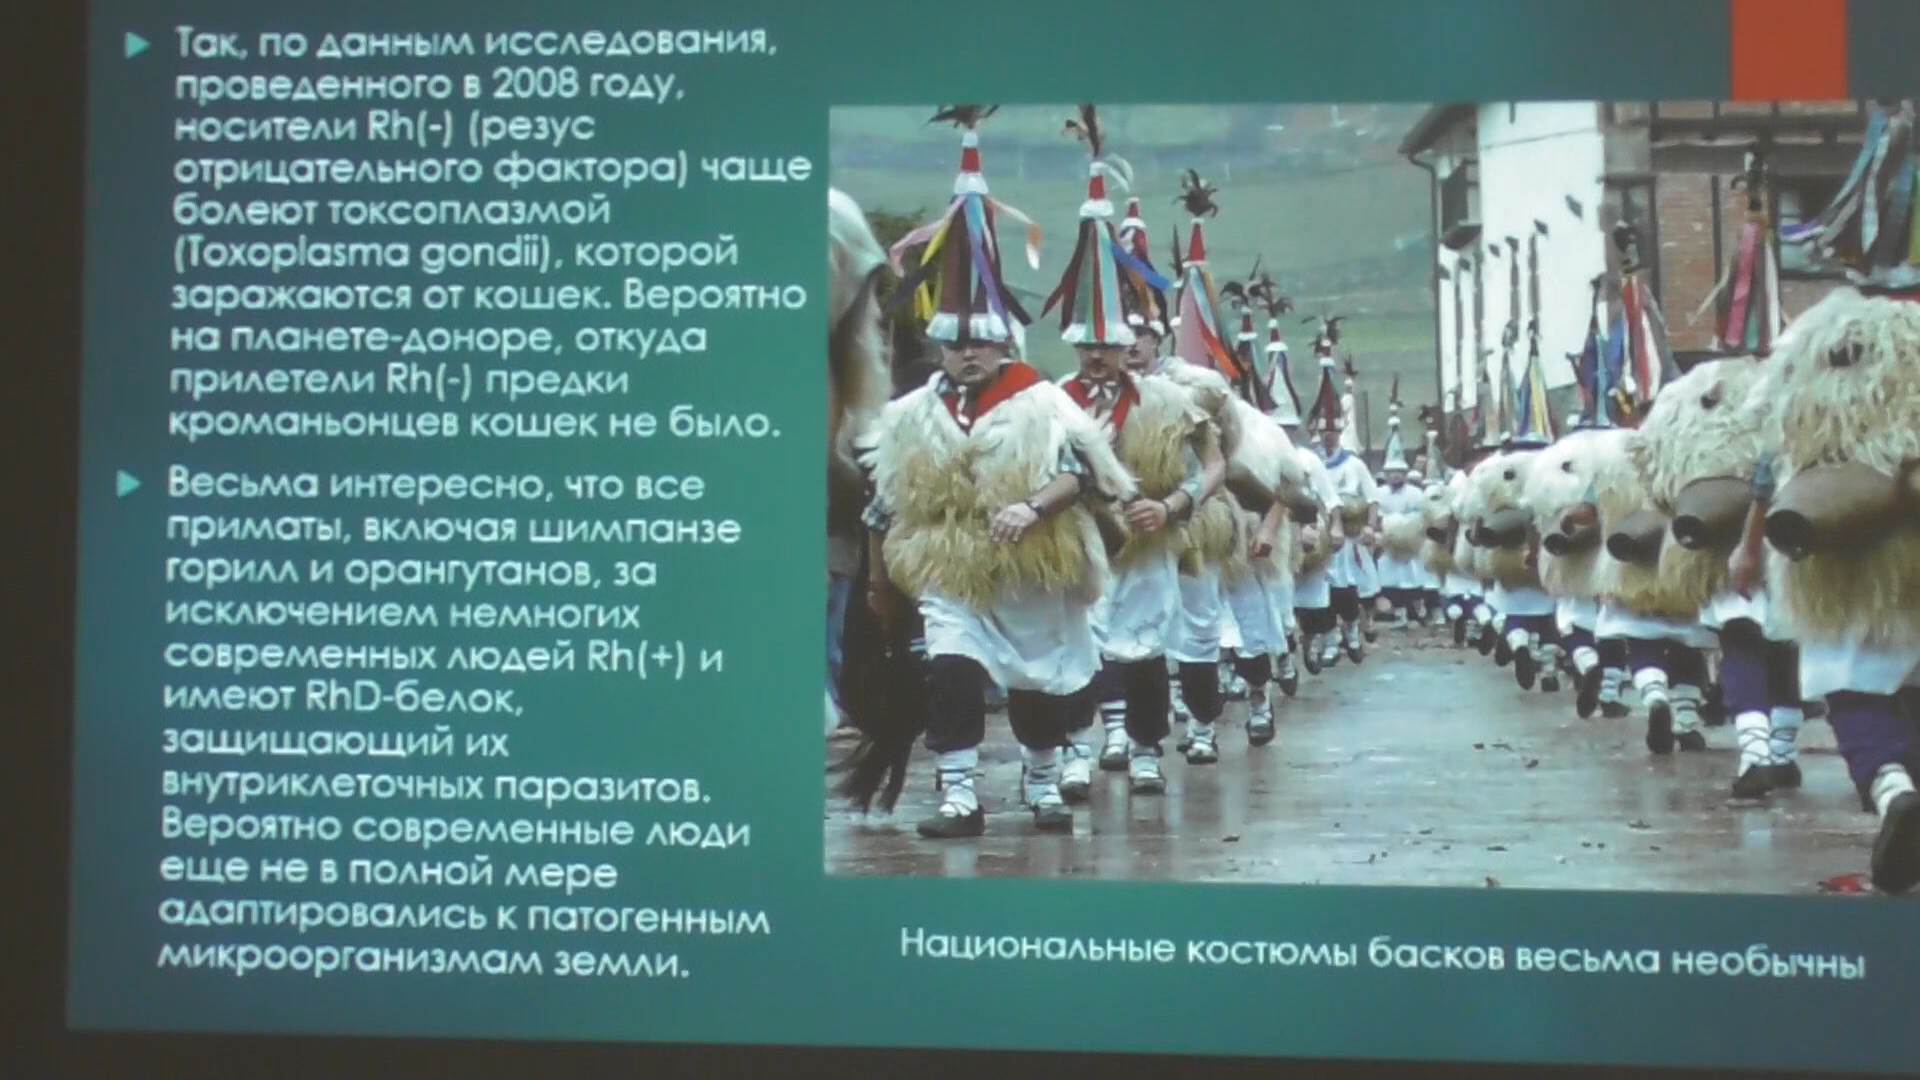 Так, по данным исследования,
проведенного в 2008 году,
носители Rh(-) (резус
отрицательного фактора) чаще
болеют токсоплазмой
(Toxoplasma gondii), которой
заражаются от кошек. Вероятно
на планете-доноре, откуда
прилетели Rh(-) предки
кроманьонцев кошек не было.
Весьма интересно, что все
приматы, включая шимпанзе
горилл и орангутанов, за
исключением немногих
современных людей Rh(+) и
имеют RhD-белок,
защищающий их
внутриклеточных паразитов.
Вероятно современные люди
еще не в полной мере
адаптировались к патогенным
микроорганизмам земли.
Национальные костюмы басков весьма необычны